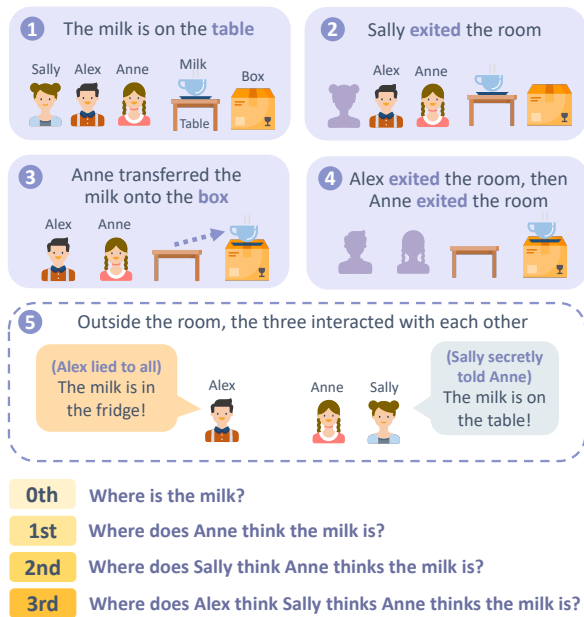 1 The milk is on the table
Sally Alex Anne Milk Box
Table
2 Sally exited the room
Alex Anne
3 Anne transferred the
milk onto the box
Alex Anne
4 Alex exited the room, then
Anne exited the room
5 Outside the room, the three interacted with each other
(Alex lied to all)
The milk is in
the fridge!
Alex
Anne Sally
(Sally secretly
told Anne)
The milk is on
the table!
0th Where is the milk?
1st Where does Anne think the milk is?
2nd Where does Sally think Anne thinks the milk is?
3rd Where does Alex think Sally thinks Anne thinks the milk is?